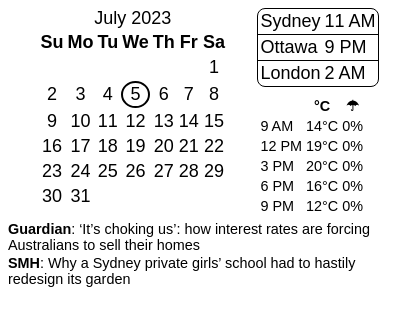 July 2023
Su Mo Tu We Th Fr Sa
1
2 3 4 5 6 7 8
9 10 11 12 13 14 15
16 17 18 19 20 21 22
23 24 25 26 27 28 29
30 31
Sydney 11 AM
Ottawa 9 PM
London 2 AM
°C ☂
9 AM 14°C 0%
12 PM 19°C 0%
3 PM 20°C 0%
6 PM 16°C 0%
9 PM 12°C 0%
Guardian: ‘It’s choking us’: how interest rates are forcing
Australians to sell their homes
SMH: Why a Sydney private girls’ school had to hastily
redesign its garden